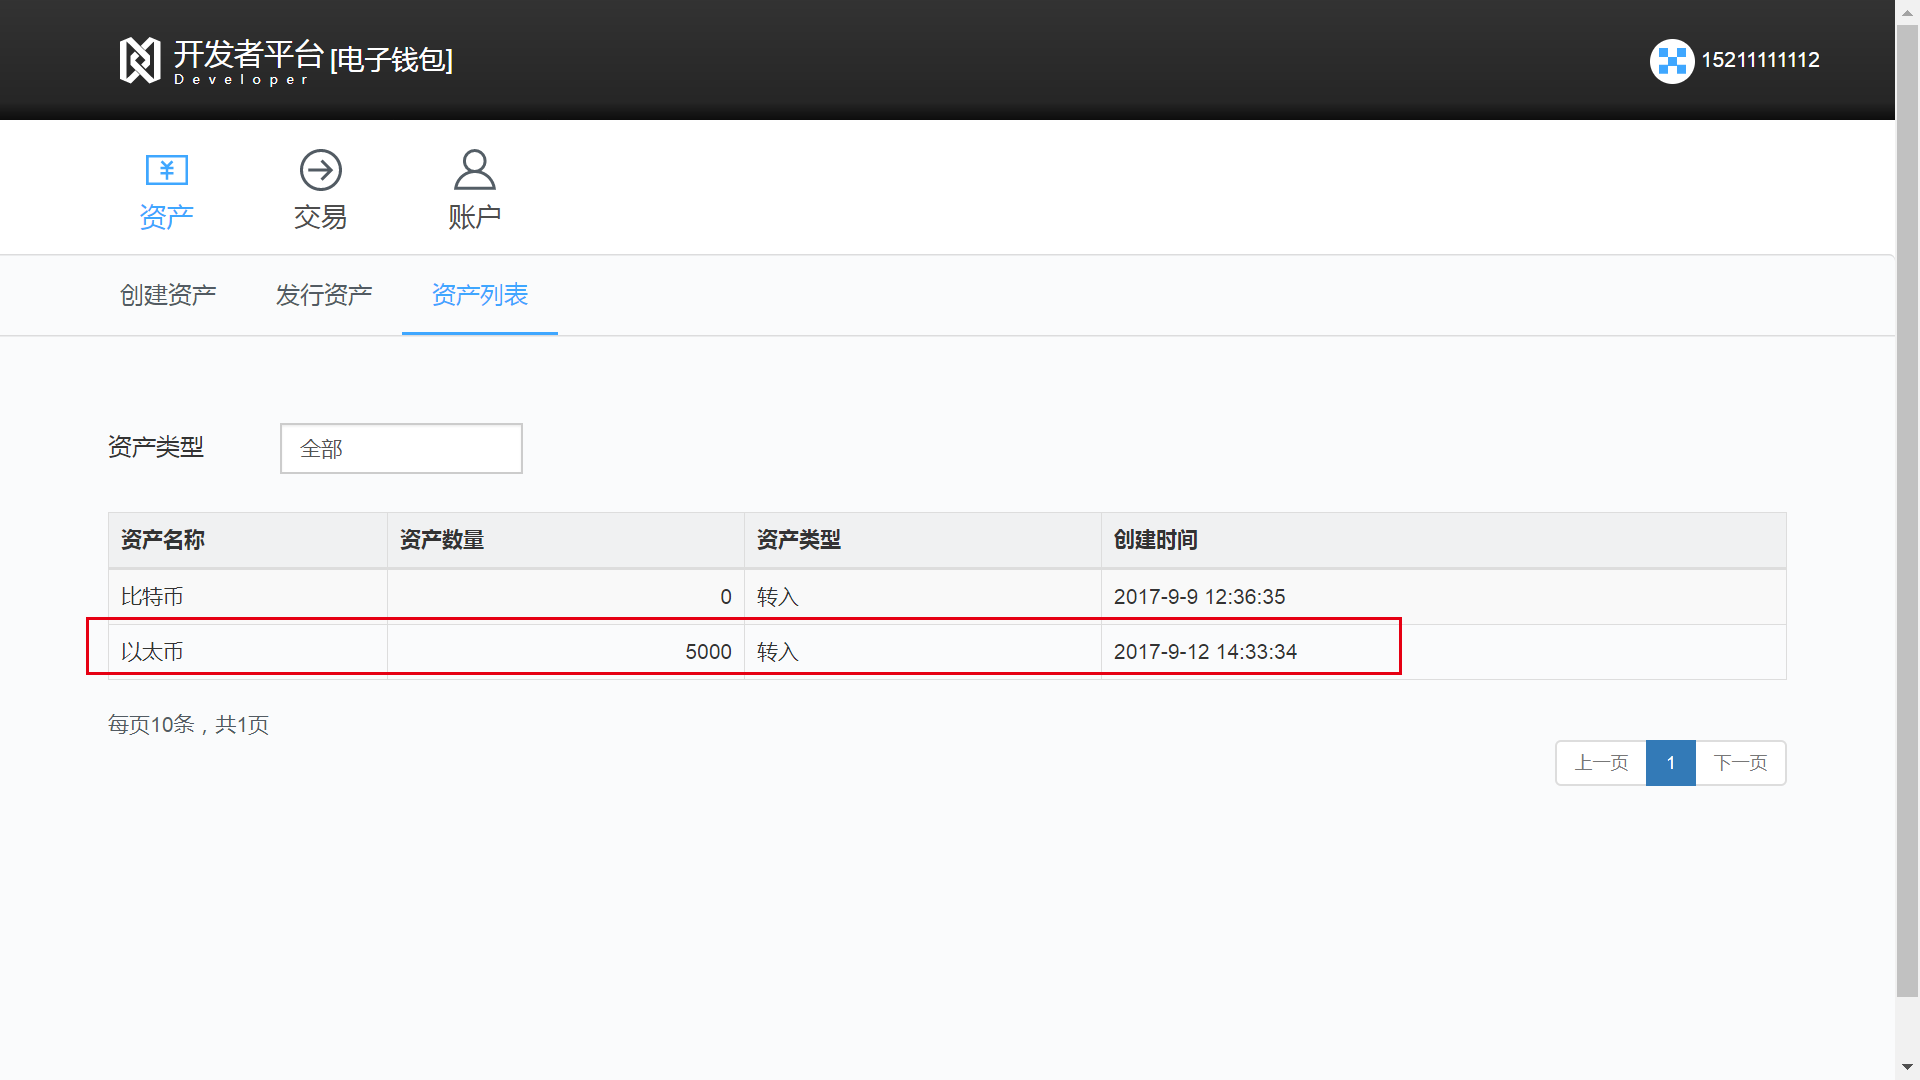 开发者平台 [电子钱包]
Developer
15211111112
资产 交易 账户
创建资产 发行资产 资产列表
资产类型 全部
资产名称 资产数量 资产类型 创建时间
比特币 0 转入 2017-9-9 12:36:35
以太币 5000 转入 2017-9-12 14:33:34
每页10条，共1页
上一页 1 下一页